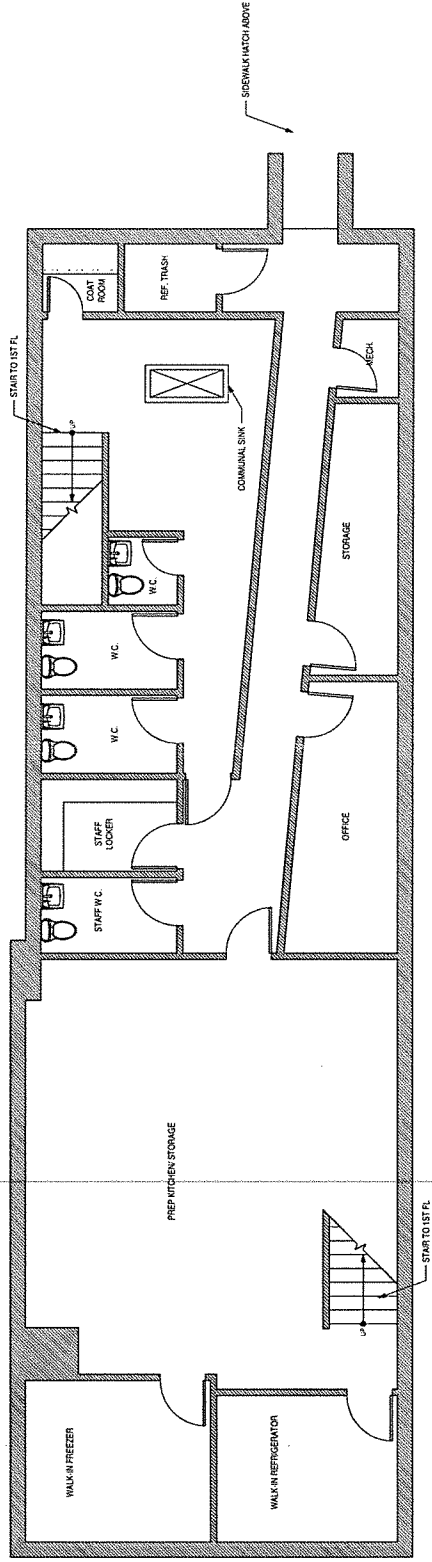 SIDEWALK HATCH ABOVE
COAT
ROOM
REF. TRASH
STAIR TO 1ST FL
UP
COMMUNAL SINK
MECH.
W.C.
STORAGE
W.C.
W.C.
STAFF
LOCKER
OFFICE
STAFF W.C.
PREP KITCHEN/STORAGE
UP
STAIR TO 1ST FL
WALK-IN FREEZER
WALK-IN REFRIGERATOR